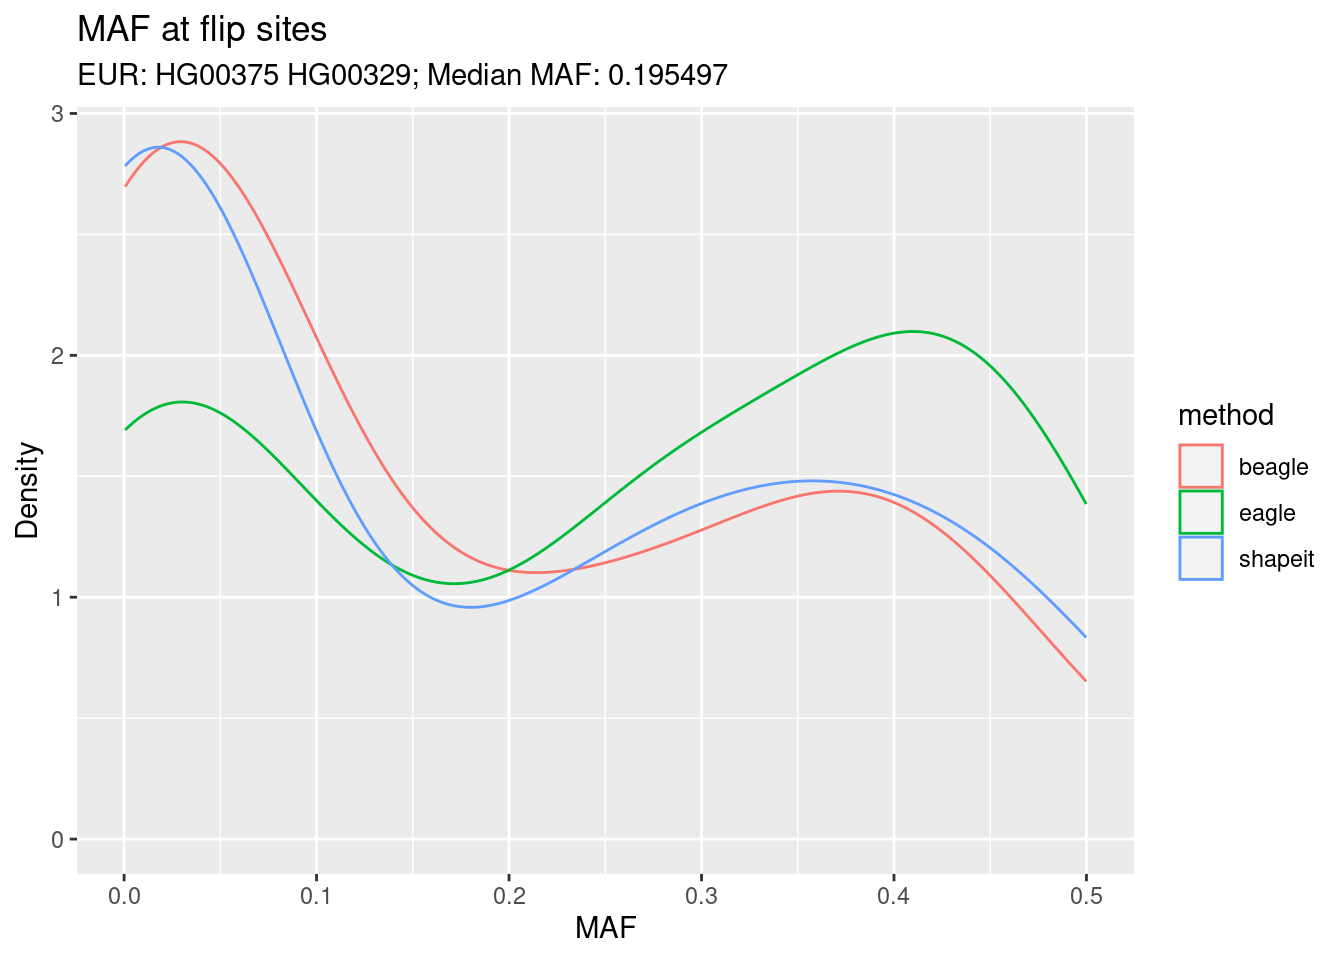 MAF at flip sites
EUR: HG00375 HG00329; Median MAF: 0.195497
3
2
1
0
Density
0.0 0.1 0.2 0.3 0.4 0.5
MAF
method
beagle
eagle
shapeit